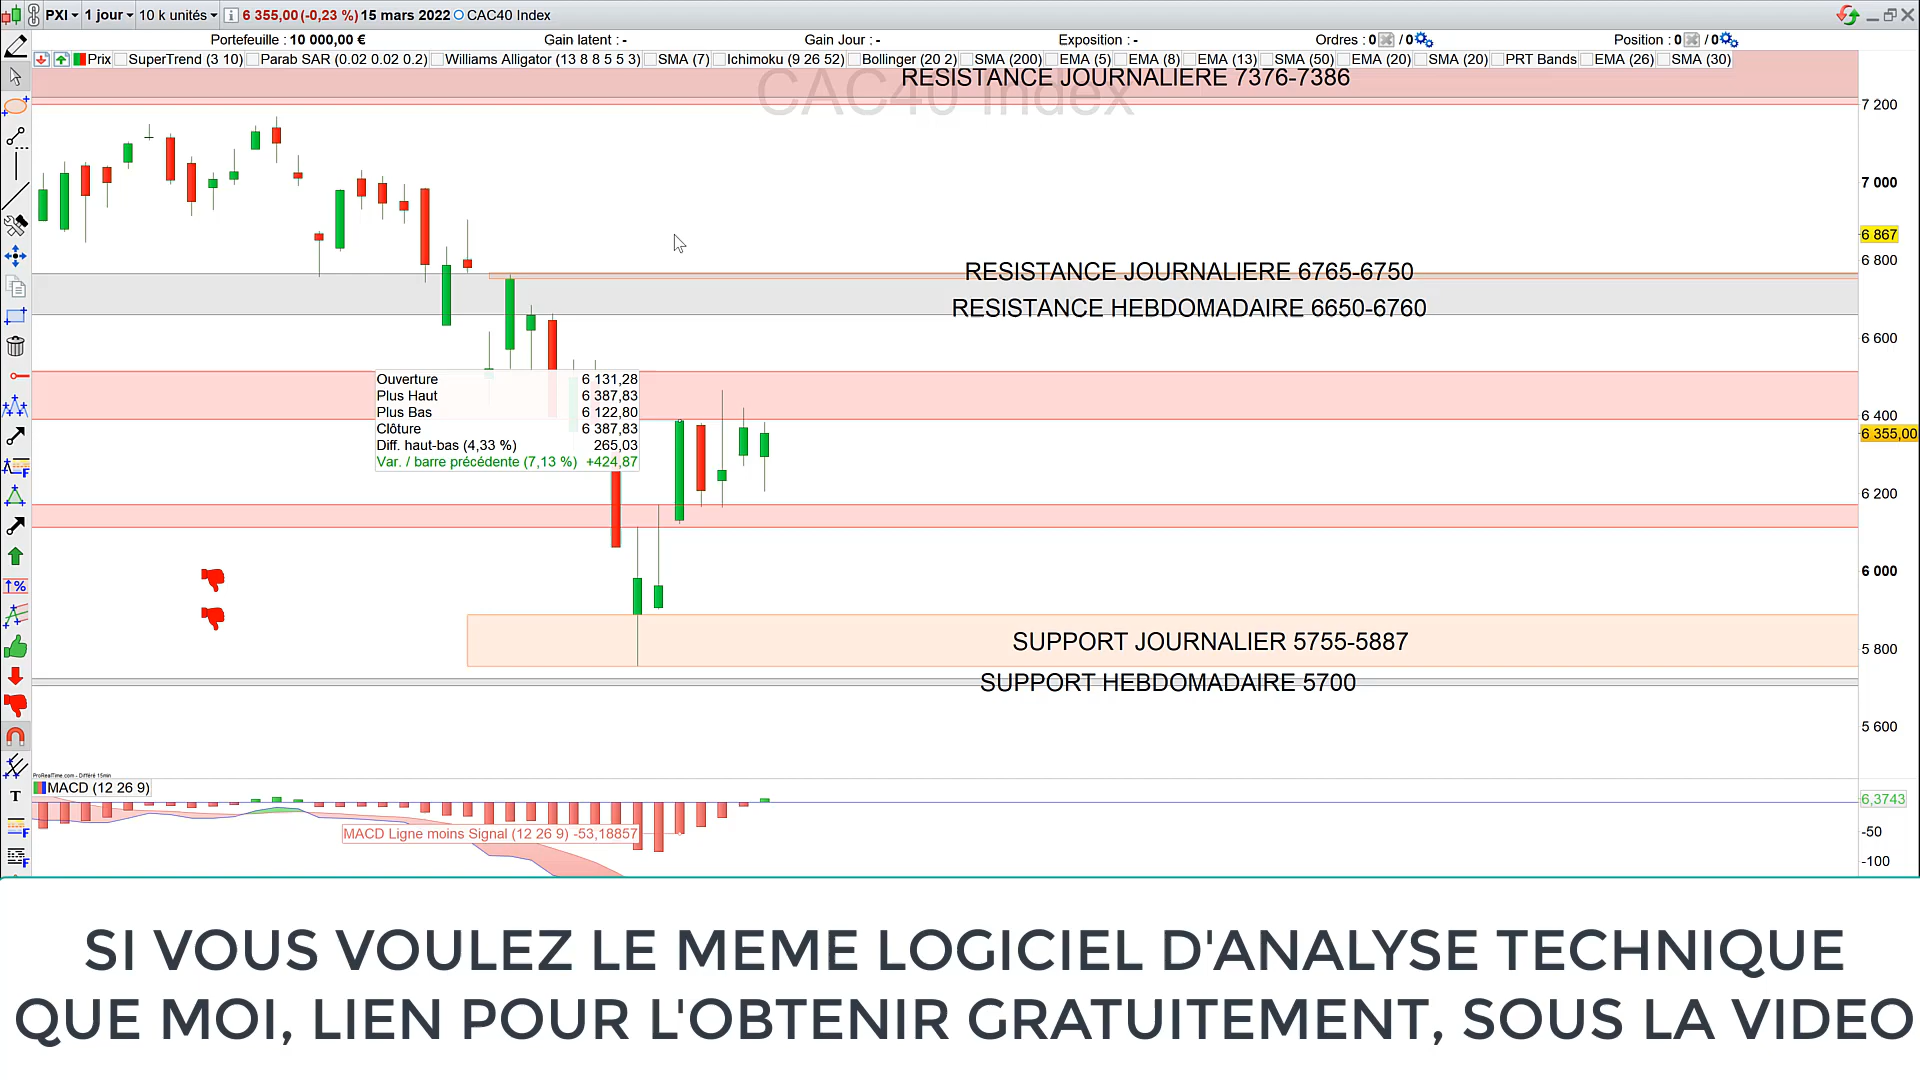 PXI 1 jour 10 k unités 6 355,00 (-0,23 %) 15 mars 2022 CAC40 Index
Portefeuille : 10 000,00 € Gain latent : - Gain Jour : - Exposition : - Ordres : 0 / 0 Position : 0 / 0
Prix SuperTrend (3 10) Parab SAR (0.02 0.02 0.2) Williams Alligator (13 8 8 5 5 3) SMA (7) Ichimoku (9 26 52) Bollinger (20 2) SMA (200) EMA (5) EMA (8) EMA (13) SMA (50) EMA (20) SMA (20) PRT Bands EMA (26) SMA (30)
RESISTANCE JOURNALIERE 7376-7386
CAC40 Index
7 200
7 000
6 867
6 800
RESISTANCE JOURNALIERE 6765-6750
RESISTANCE HEBDOMADAIRE 6650-6760
6 600
Ouverture 6 131,28
Plus Haut 6 387,83
Plus Bas 6 122,80
Clôture 6 387,83
Diff. haut-bas (4,33 %) 265,03
Var. / barre précédente (7,13 %) +424,87
6 400
6 355,00
6 200
6 000
SUPPORT JOURNALIER 5755-5887
5 800
SUPPORT HEBDOMADAIRE 5700
5 600
ProRealTime.com - Différé 15min
MACD (12 26 9)
6,3743
MACD Ligne moins Signal (12 26 9) -53,18857
-50
-100
SI VOUS VOULEZ LE MEME LOGICIEL D'ANALYSE TECHNIQUE
QUE MOI, LIEN POUR L'OBTENIR GRATUITEMENT, SOUS LA VIDEO